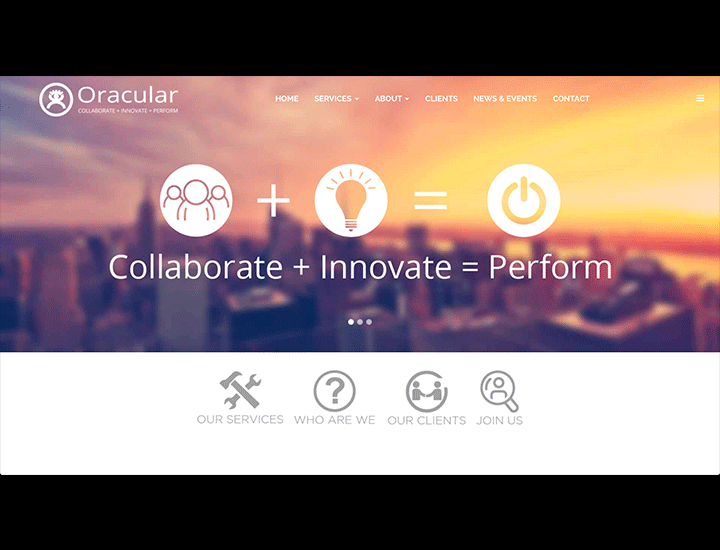 Oracular
COLLABORATE + INNOVATE + PERFORM
HOME SERVICES ABOUT CLIENTS NEWS & EVENTS CONTACT
+ =
Collaborate + Innovate = Perform
OUR SERVICES WHO ARE WE OUR CLIENTS JOIN US